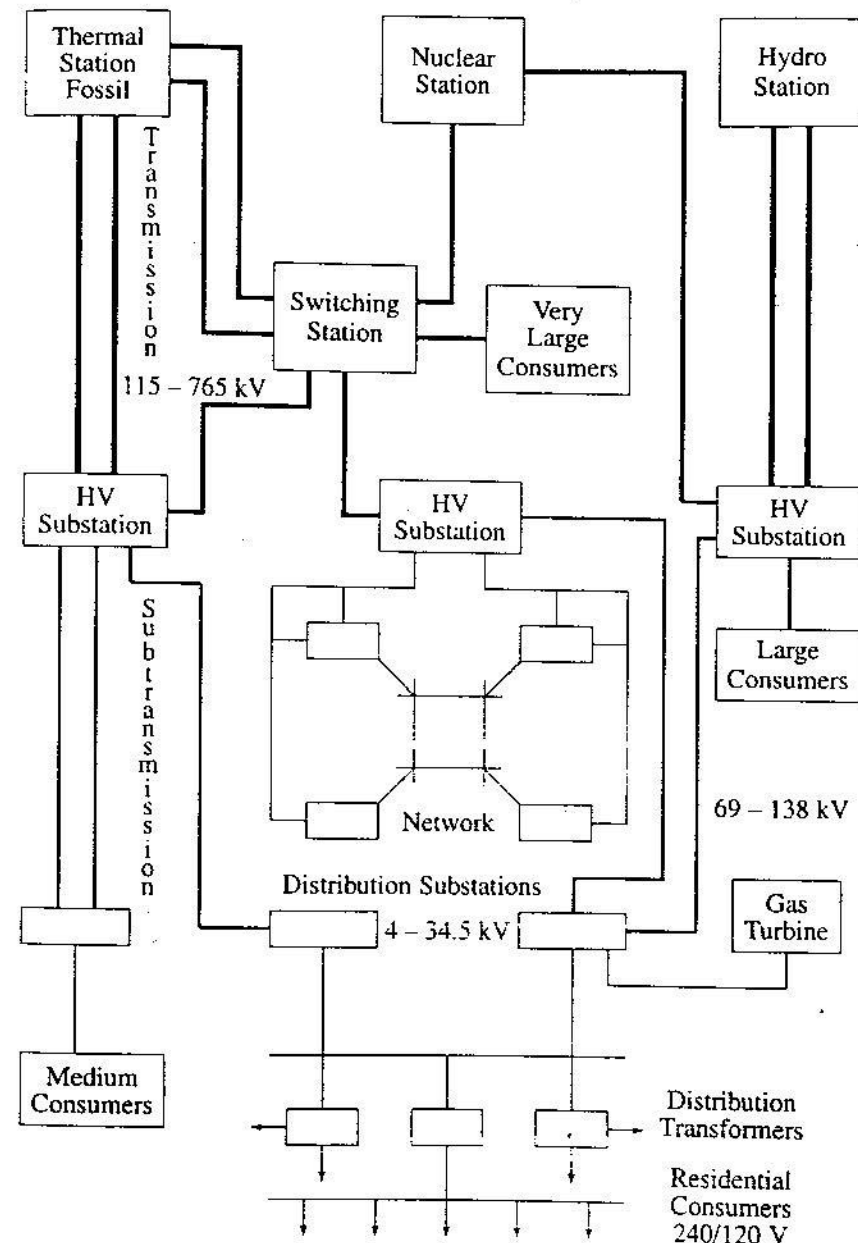 Thermal
Station
Fossil
Nuclear
Station
Hydro
Station
Transmission
Switching
Station
Very
Large
Consumers
115 – 765 kV
HV
Substation
HV
Substation
HV
Substation
Subtransmission
Large
Consumers
69 – 138 kV
Network
Distribution Substations
4 – 34.5 kV
Gas
Turbine
Medium
Consumers
Distribution
Transformers
Residential
Consumers
240/120 V